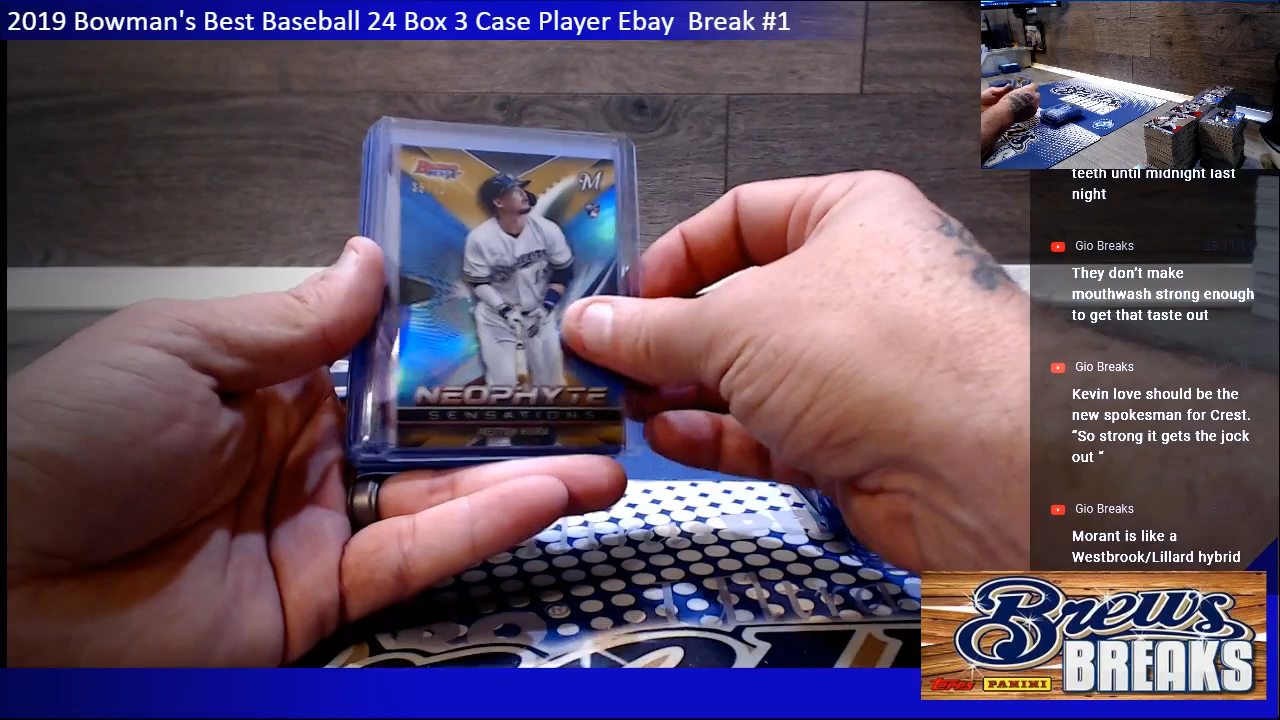 2019 Bowman's Best Baseball 24 Box 3 Case Player Ebay  Break #1
M
NEOPHYTE
SENSATIONS
teeth until midnight last
night
Gio Breaks
They don’t make
mouthwash strong enough
to get that taste out
Gio Breaks
Kevin love should be the
new spokesman for Crest.
“So strong it gets the jock
out “
Gio Breaks
Morant is like a
Westbrook/Lillard hybrid
Brews
BREAKS
Topps PANINI